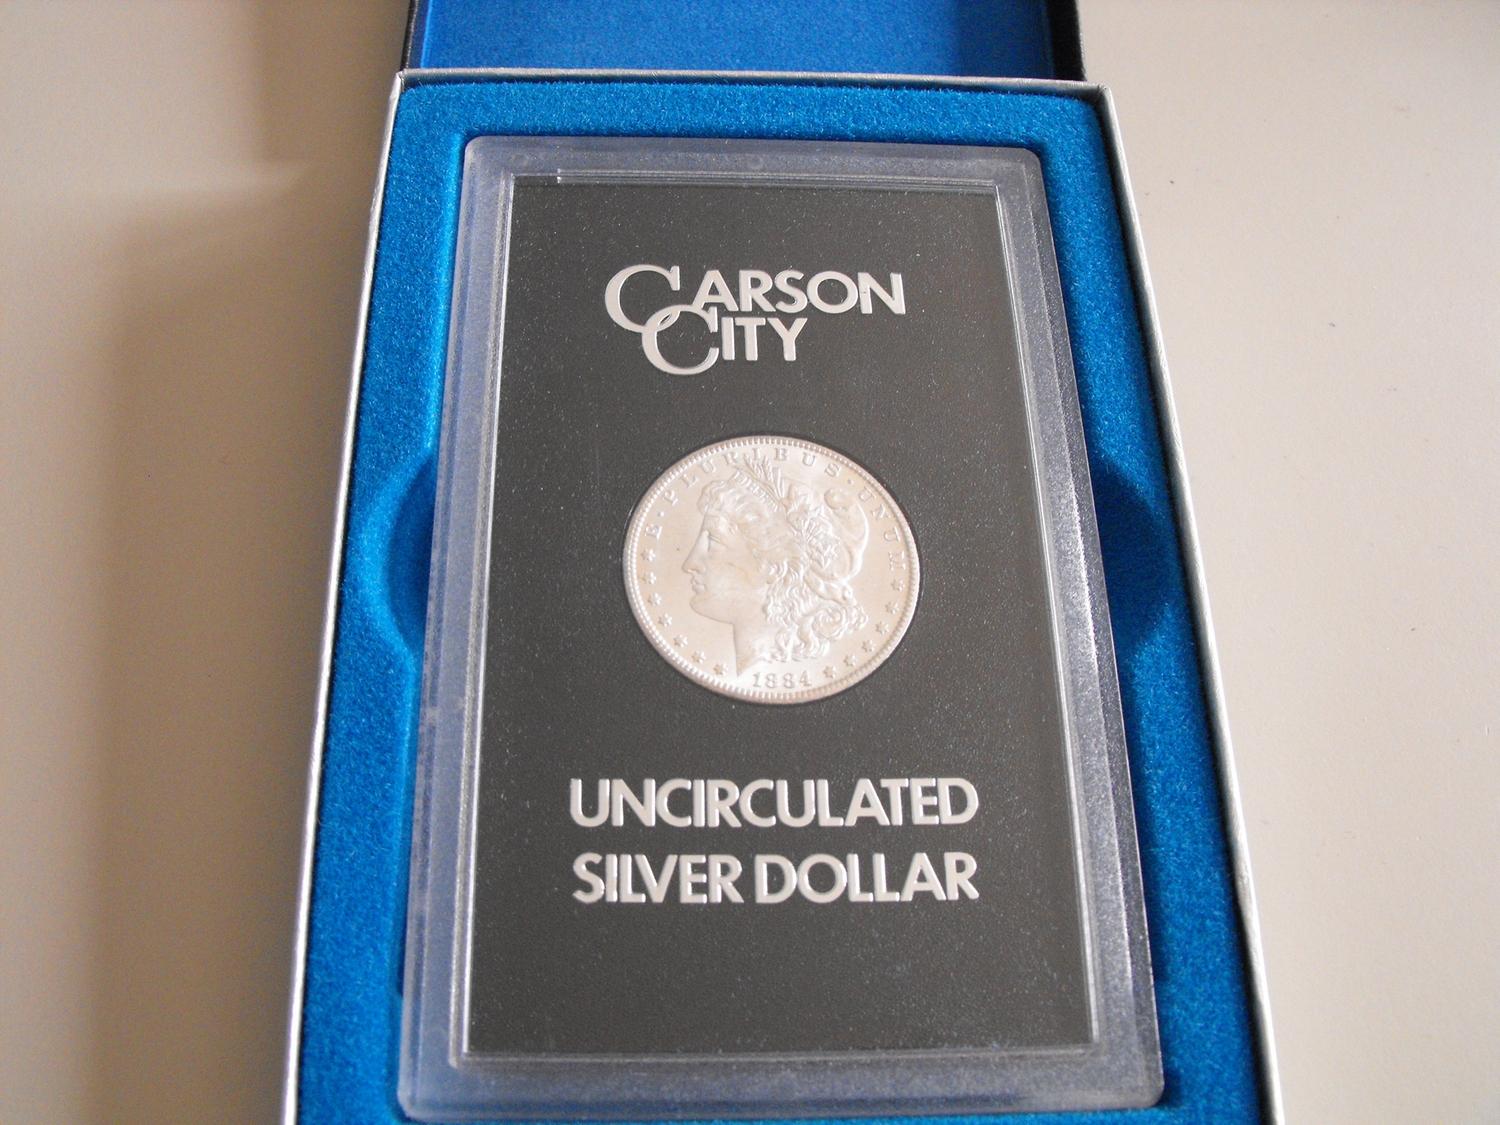 CARSON
CITY
E · PLURIBUS · UNUM
1884
UNCIRCULATED
SILVER DOLLAR